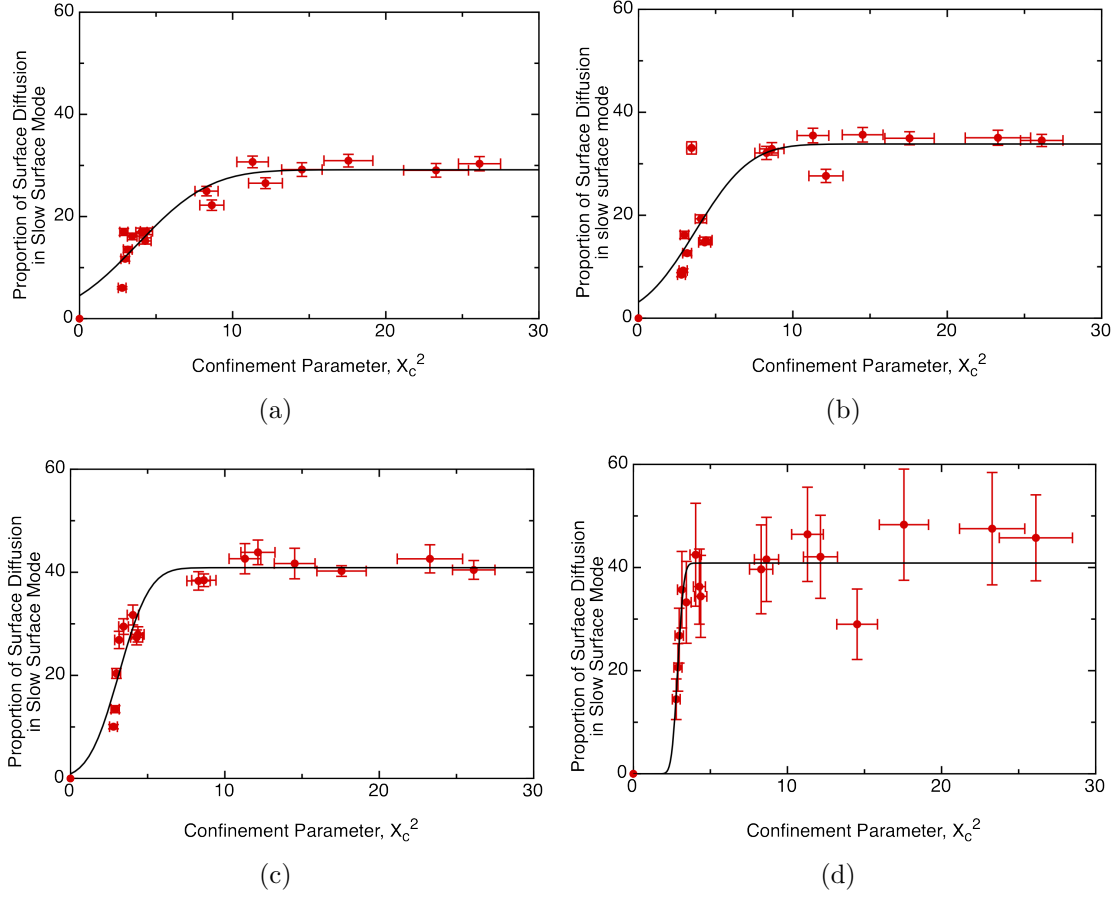 60
40
20
0
0
10
20
30
Proportion of Surface Diffusion
in Slow Surface Mode
Confinement Parameter, Xc²
(a)
60
40
20
0
0
10
20
30
Proportion of Surface Diffusion
in slow surface mode
Confinement Parameter, Xc²
(b)
60
40
20
0
0
10
20
30
Proportion of Surface Diffusion
in Slow Surface Mode
Confinement Parameter, Xc²
(c)
60
40
20
0
0
10
20
30
Proportion of Surface Diffusion
in Slow Surface Mode
Confinement Parameter, Xc²
(d)